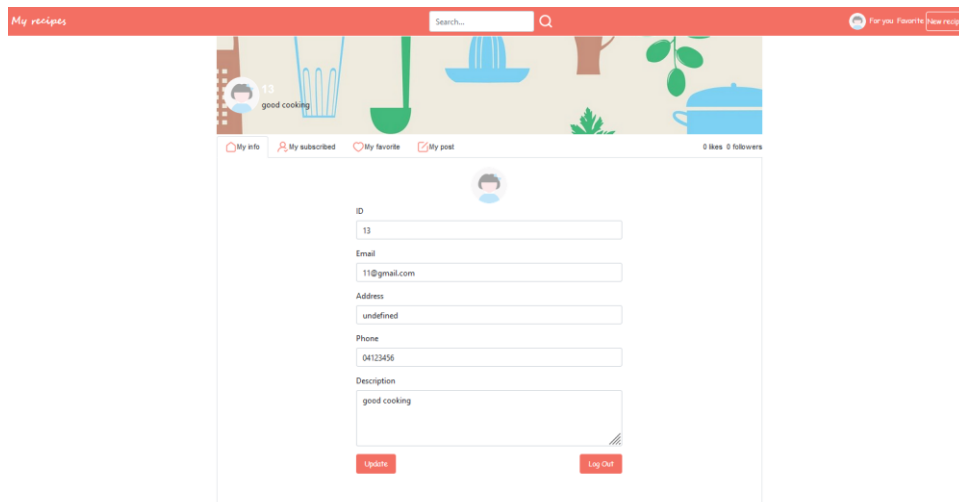 My recipes Search... For you Favorite New recip
13
good cooking
My info My subscribed My favorite My post 0 likes 0 followers
ID
13
Email
11@gmail.com
Address
undefined
Phone
04123456
Description
good cooking
Update Log Out